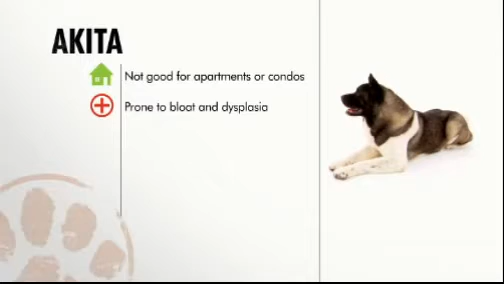 AKITA
Not good for apartments or condos
Prone to bloat and dysplasia